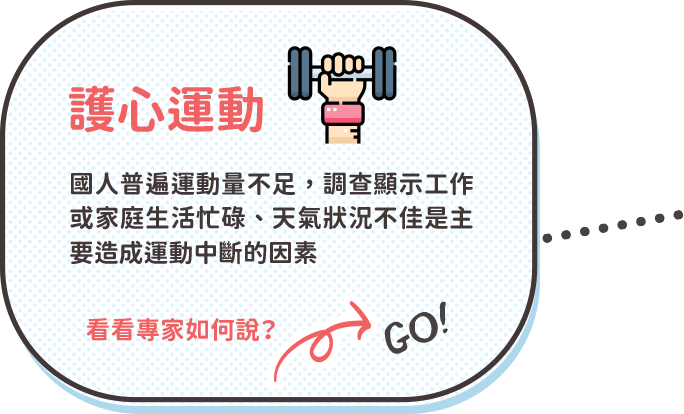 護心運動
國人普遍運動量不足，調查顯示工作
或家庭生活忙碌、天氣狀況不佳是主
要造成運動中斷的因素
看看專家如何說？
GO!